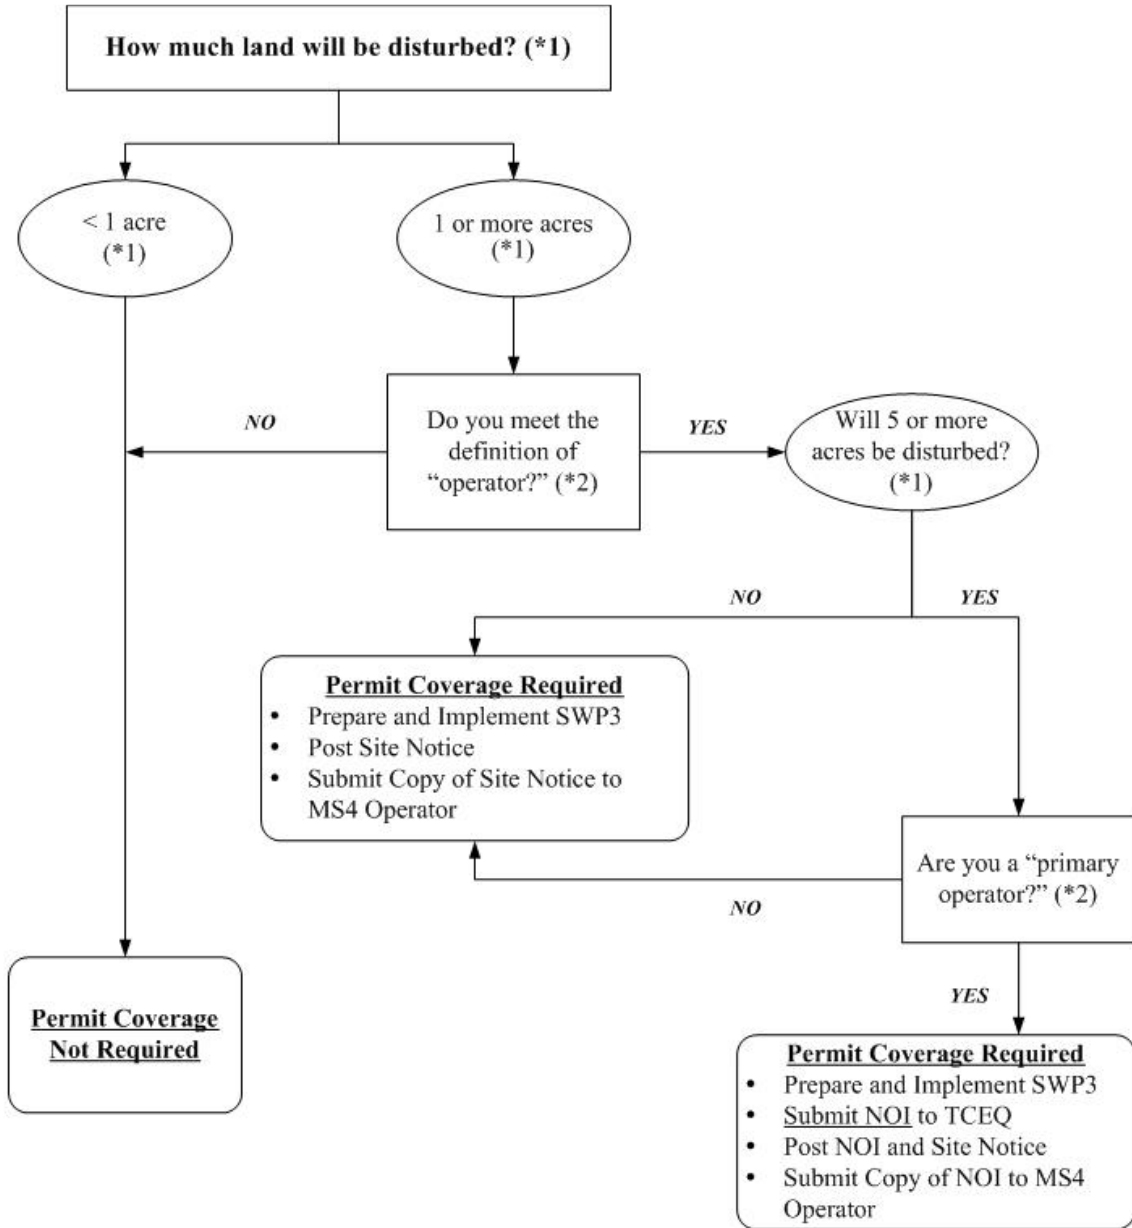 How much land will be disturbed? (*1)
< 1 acre
(*1)
1 or more acres
(*1)
NO
Do you meet the
definition of
“operator?” (*2)
YES
Will 5 or more
acres be disturbed?
(*1)
NO
YES
Permit Coverage Required
• Prepare and Implement SWP3
• Post Site Notice
• Submit Copy of Site Notice to
MS4 Operator
Are you a “primary
operator?” (*2)
NO
YES
Permit Coverage
Not Required
Permit Coverage Required
• Prepare and Implement SWP3
• Submit NOI to TCEQ
• Post NOI and Site Notice
• Submit Copy of NOI to MS4
Operator